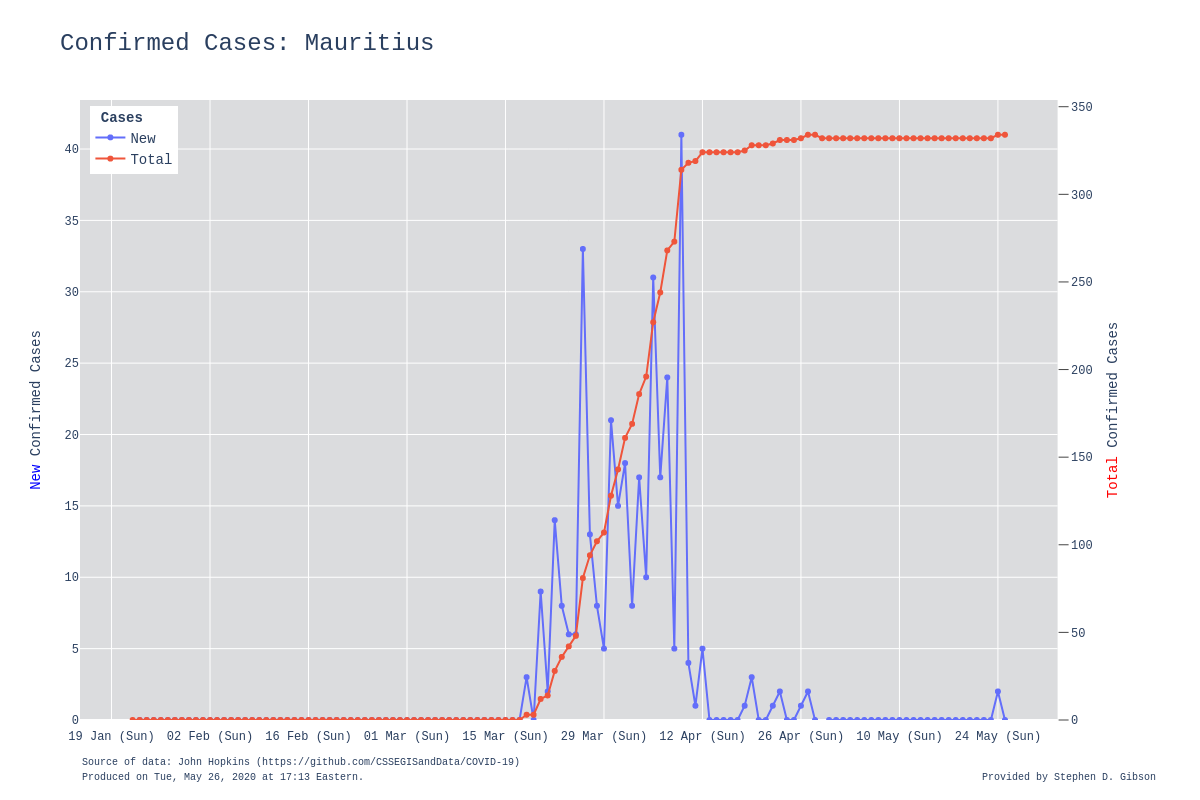 Confirmed Cases: Mauritius
Cases
New
Total
40
35
30
25
20
15
10
5
0
350
300
250
200
150
100
50
0
New Confirmed Cases
Total Confirmed Cases
19 Jan (Sun) 02 Feb (Sun) 16 Feb (Sun) 01 Mar (Sun) 15 Mar (Sun) 29 Mar (Sun) 12 Apr (Sun) 26 Apr (Sun) 10 May (Sun) 24 May (Sun)
Source of data: John Hopkins (https://github.com/CSSEGISandData/COVID-19)
Produced on Tue, May 26, 2020 at 17:13 Eastern.
Provided by Stephen D. Gibson